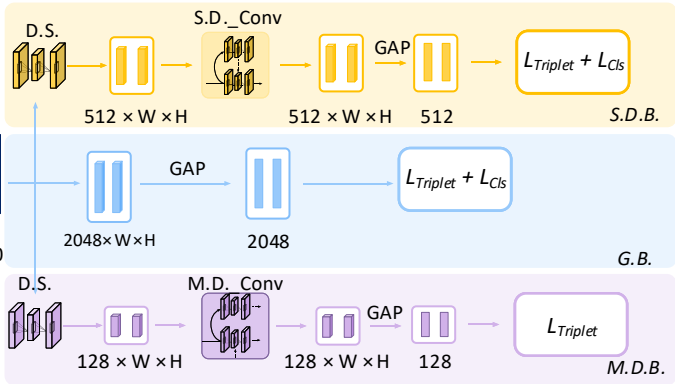 D.S.
S.D._Conv
GAP
L_Triplet + L_Cls
512 × W × H
512 × W × H
512
S.D.B.
GAP
L_Triplet + L_Cls
2048× W × H
2048
G.B.
D.S.
M.D._Conv
GAP
L_Triplet
128 × W × H
128 × W × H
128
M.D.B.